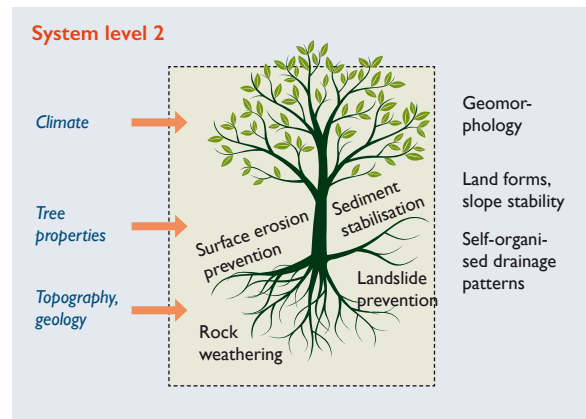 System level 2
Climate
Tree
properties
Topography,
geology
Surface erosion
prevention
Sediment
stabilisation
Landslide
prevention
Rock
weathering
Geomor-
phology
Land forms,
slope stability
Self-organi-
sed drainage
patterns